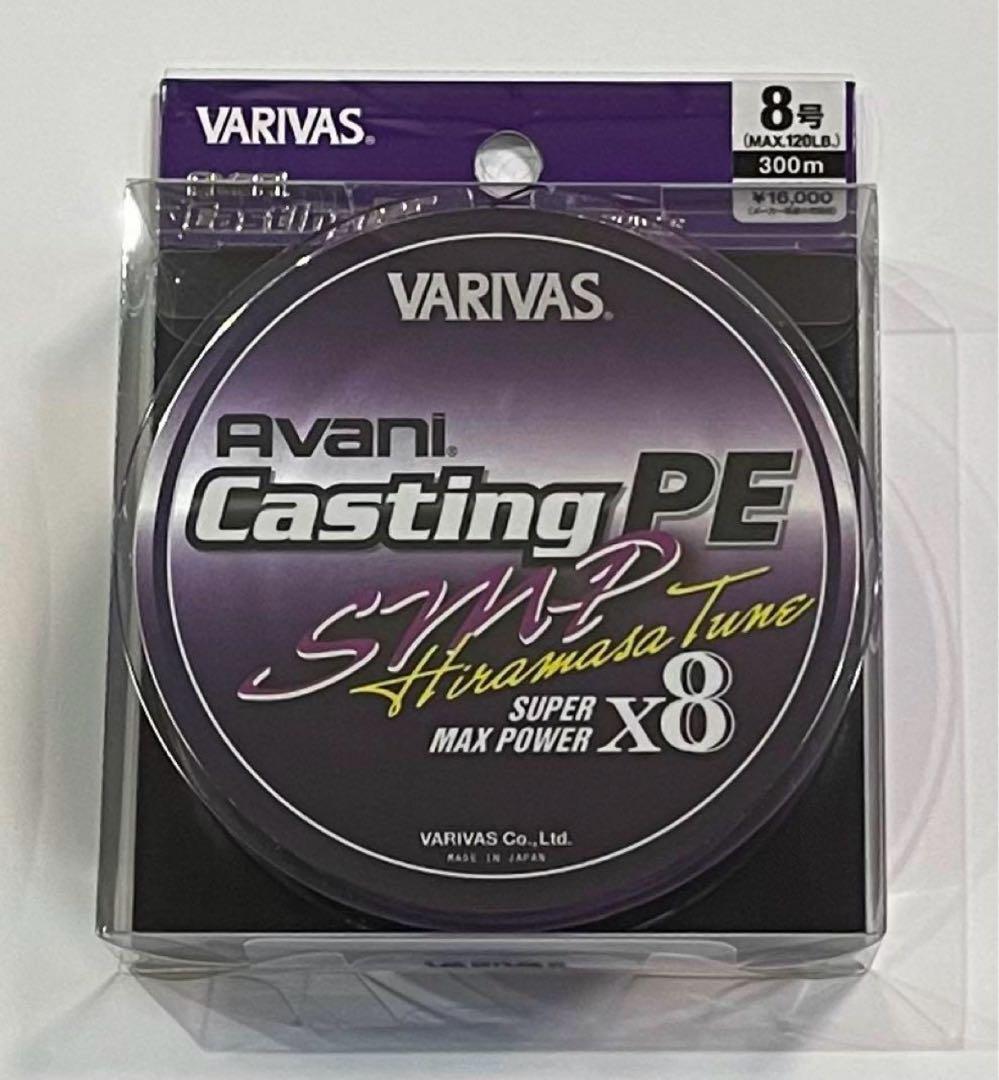 VARIVAS®
8号
(MAX.120LB.)
300m
¥16,000
VARIVAS®
Avani®
Casting PE
SMP
Hiramasa Tune
SUPER
MAX POWER X8
VARIVAS Co.,Ltd.
MADE IN JAPAN